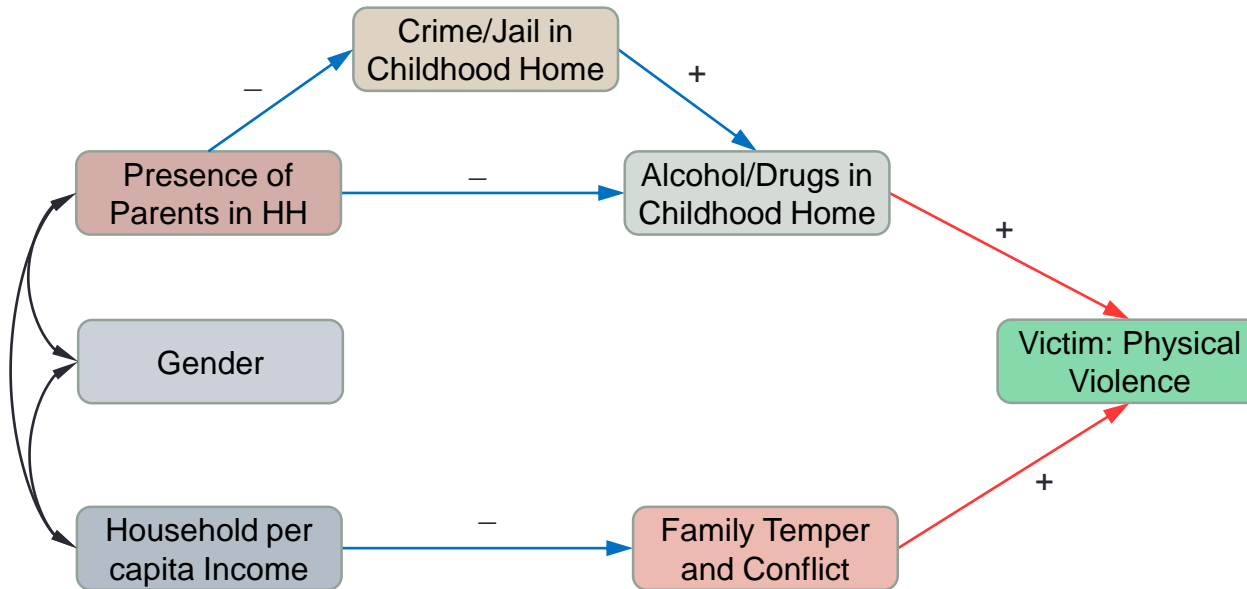 Crime/Jail in
Childhood Home
−
+
Presence of
Parents in HH
−
Alcohol/Drugs in
Childhood Home
+
Gender
Victim: Physical
Violence
+
Household per
capita Income
−
Family Temper
and Conflict